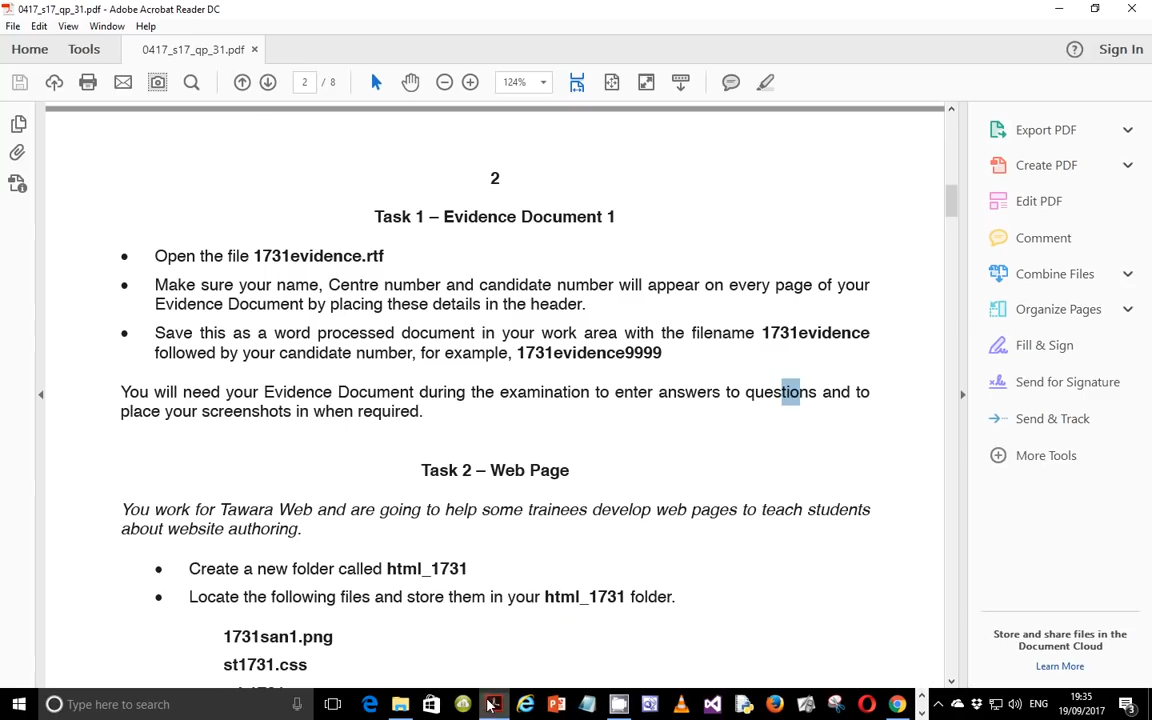 0417_s17_qp_31.pdf - Adobe Acrobat Reader DC
File Edit View Window Help
Home Tools 0417_s17_qp_31.pdf × Sign In
2 / 8 124%
2
Task 1 – Evidence Document 1
• Open the file 1731evidence.rtf
• Make sure your name, Centre number and candidate number will appear on every page of your
Evidence Document by placing these details in the header.
• Save this as a word processed document in your work area with the filename 1731evidence
followed by your candidate number, for example, 1731evidence9999
You will need your Evidence Document during the examination to enter answers to questions and to
place your screenshots in when required.
Task 2 – Web Page
You work for Tawara Web and are going to help some trainees develop web pages to teach students
about website authoring.
• Create a new folder called html_1731
• Locate the following files and store them in your html_1731 folder.
1731san1.png
st1731.css
Export PDF
Create PDF
Edit PDF
Comment
Combine Files
Organize Pages
Fill & Sign
Send for Signature
Send & Track
More Tools
Store and share files in the
Document Cloud
Learn More
Type here to search
ENG
19:35
19/09/2017
3